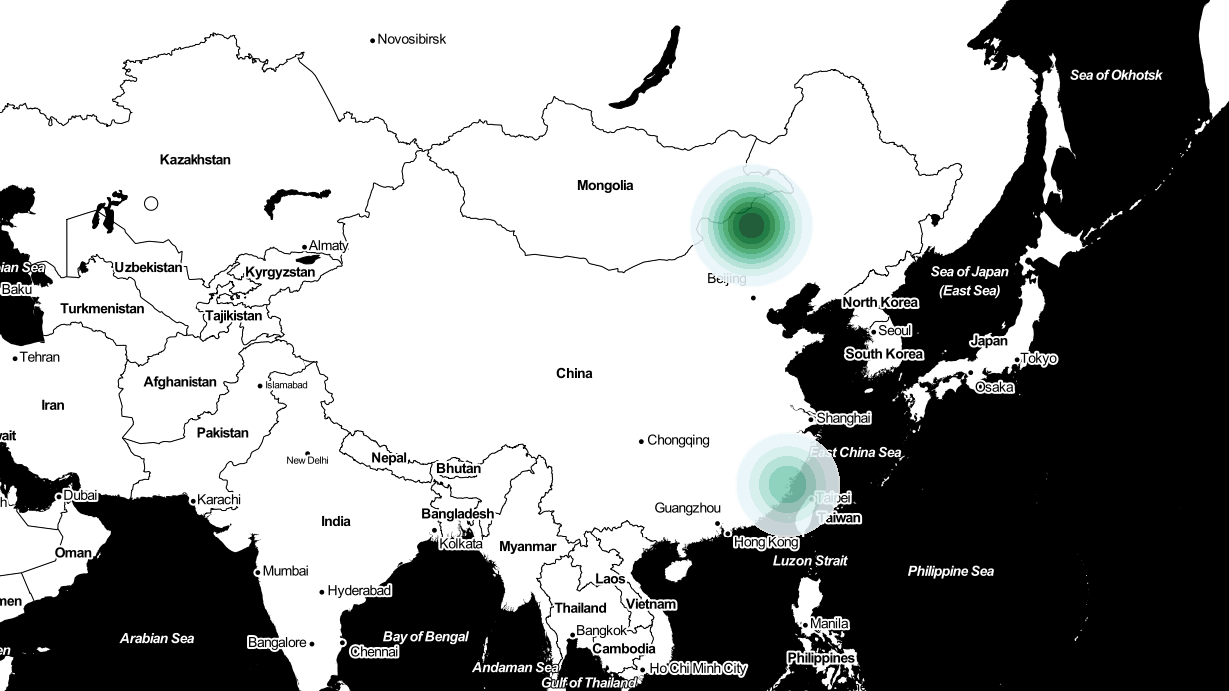 Novosibirsk
Sea of Okhotsk
Kazakhstan
Mongolia
Almaty
Uzbekistan
ian Sea
Kyrgyzstan
Beijing
Sea of Japan
(East Sea)
Baku
Turkmenistan
Tajikistan
North Korea
Seoul
Japan
South Korea
Tehran
Tokyo
China
Afghanistan
Islamabad
Osaka
Iran
Shanghai
Pakistan
wait
Chongqing
East China Sea
Nepal
New Delhi
Bhutan
Dubai
Karachi
Taipei
Guangzhou
Bangladesh
Taiwan
India
Kolkata
Hong Kong
Myanmar
Oman
Luzon Strait
Mumbai
Philippine Sea
Laos
Hyderabad
men
Thailand
Vietnam
Manila
Bangkok
Arabian Sea
Bay of Bengal
Bangalore
Chennai
Cambodia
en
Philippines
Andaman Sea
Ho Chi Minh City
Gulf of Thailand